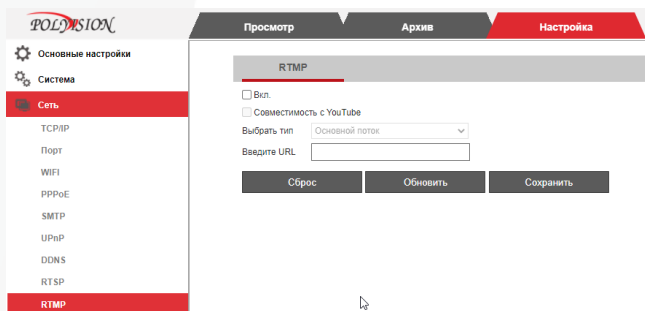 POLYVISION
Просмотр
Архив
Настройка
Основные настройки
Система
Сеть
TCP/IP
Порт
WIFI
PPPoE
SMTP
UPnP
DDNS
RTSP
RTMP
RTMP
Вкл.
Совместимость с YouTube
Выбрать тип
Основной поток
Введите URL
Сброс
Обновить
Сохранить